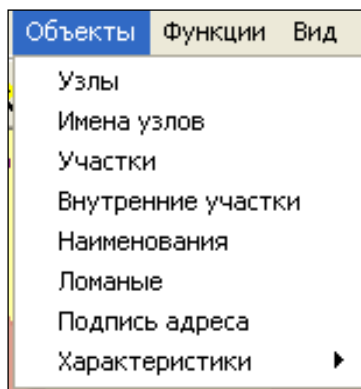 Объекты Функции Вид
Узлы
Имена узлов
Участки
Внутренние участки
Наименования
Ломаные
Подпись адреса
Характеристики